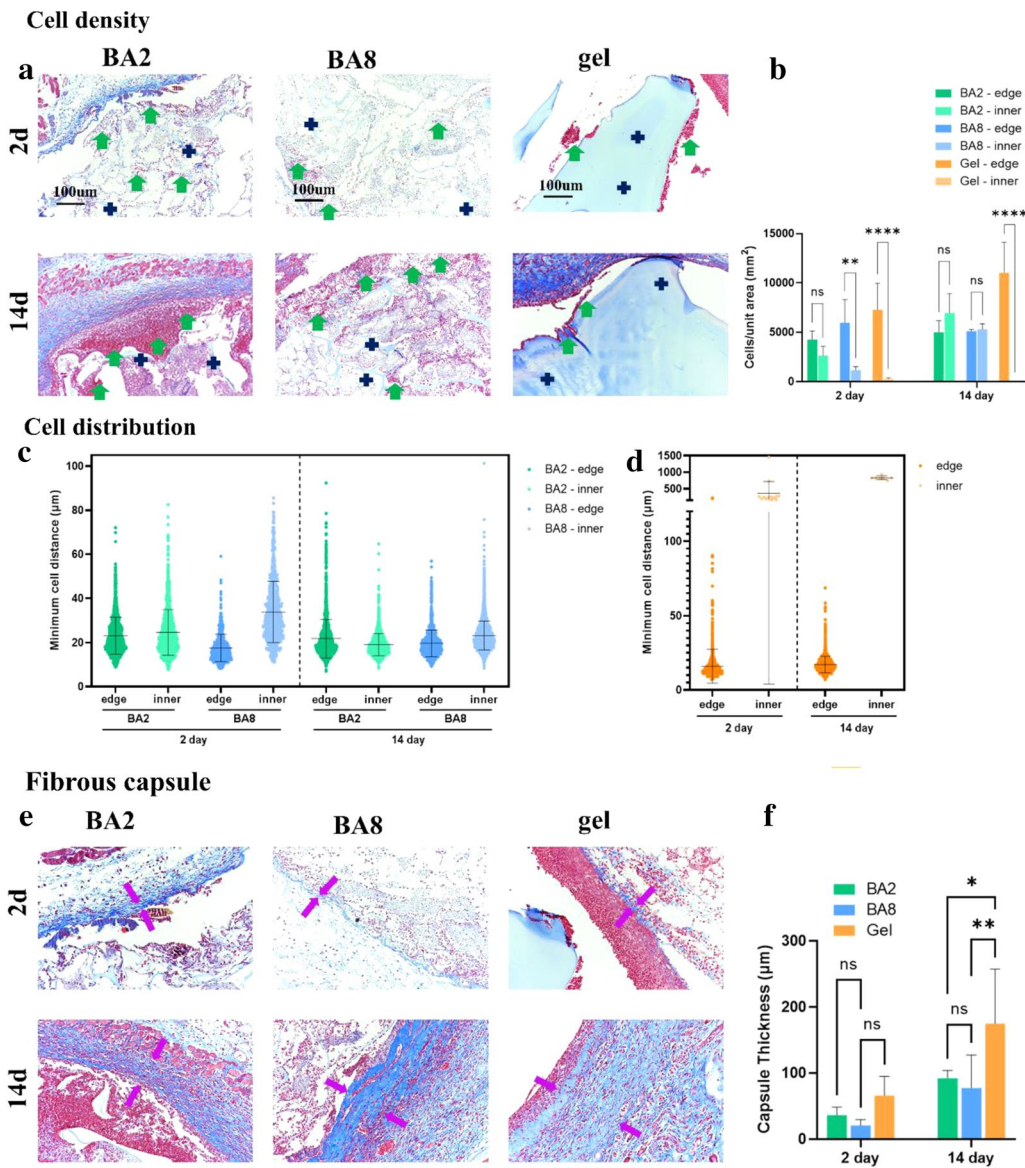 Cell density
a
BA2
BA8
gel
b
2d
100um
100um
100um
14d
BA2 - edge
BA2 - inner
BA8 - edge
BA8 - inner
Gel - edge
Gel - inner
Cells/unit area (mm²)
15000
10000
5000
0
ns
**
****
ns
ns
****
2 day
14 day
Cell distribution
c
Minimum cell distance (µm)
100
80
60
40
20
0
edge inner edge inner edge inner edge inner
BA2 BA8 BA2 BA8
2 day 14 day
BA2 - edge
BA2 - inner
BA8 - edge
BA8 - inner
d
Minimum cell distance (µm)
1500
1000
500
100
50
0
edge inner edge inner
2 day 14 day
edge
inner
Fibrous capsule
e
BA2
BA8
gel
2d
14d
f
BA2
BA8
Gel
Capsule Thickness (µm)
300
200
100
0
ns
ns
ns
**
*
2 day 14 day